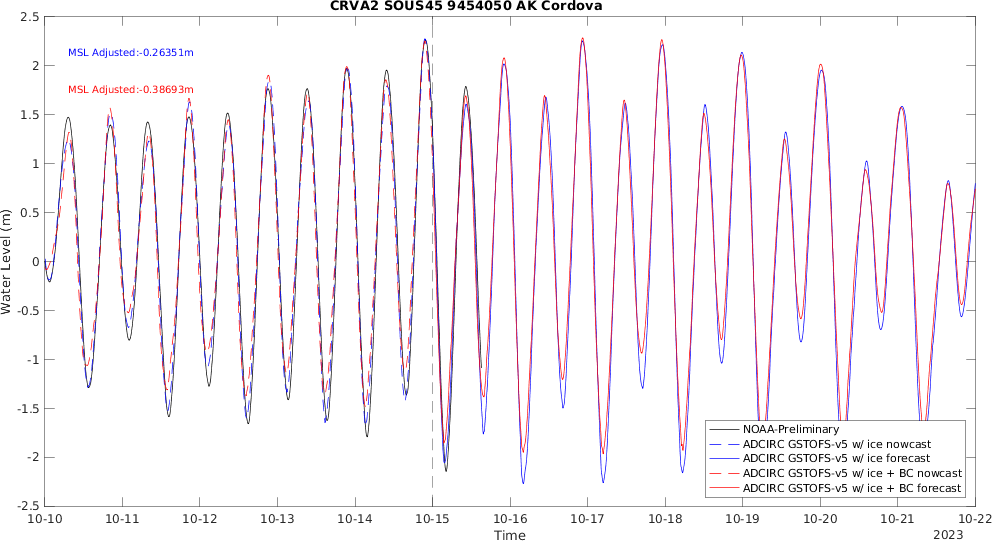 CRVA2 SOUS45 9454050 AK Cordova
MSL Adjusted:-0.26351m
MSL Adjusted:-0.38693m
Water Level (m)
2.5
2
1.5
1
0.5
0
-0.5
-1
-1.5
-2
-2.5
NOAA-Preliminary
ADCIRC GSTOFS-v5 w/ ice nowcast
ADCIRC GSTOFS-v5 w/ ice forecast
ADCIRC GSTOFS-v5 w/ice + BC nowcast
ADCIRC GSTOFS-v5 w/ice + BC forecast
10-10 10-11 10-12 10-13 10-14 10-15 10-16 10-17 10-18 10-19 10-20 10-21 10-22
Time
2023